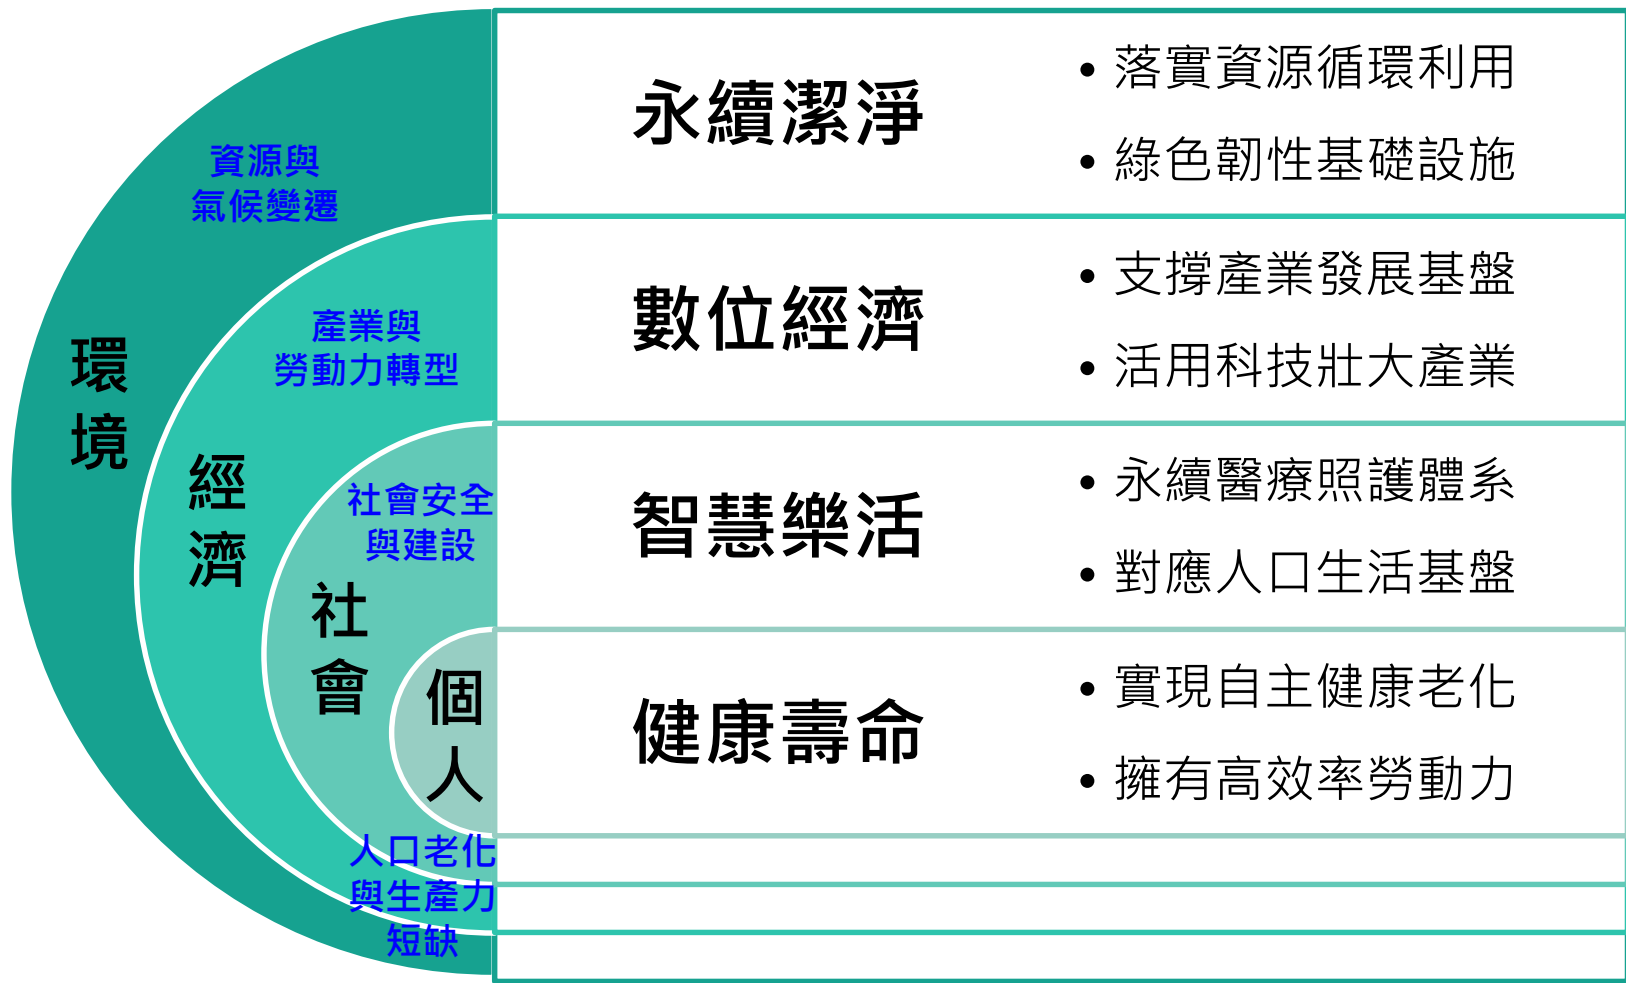 環
境
資源與
氣候變遷
永續潔淨
• 落實資源循環利用
• 綠色韌性基礎設施
經
濟
產業與
勞動力轉型
數位經濟
• 支撐產業發展基盤
• 活用科技壯大產業
社
會
社會安全
與建設
智慧樂活
• 永續醫療照護體系
• 對應人口生活基盤
個
人
人口老化
與生產力
短缺
健康壽命
• 實現自主健康老化
• 擁有高效率勞動力